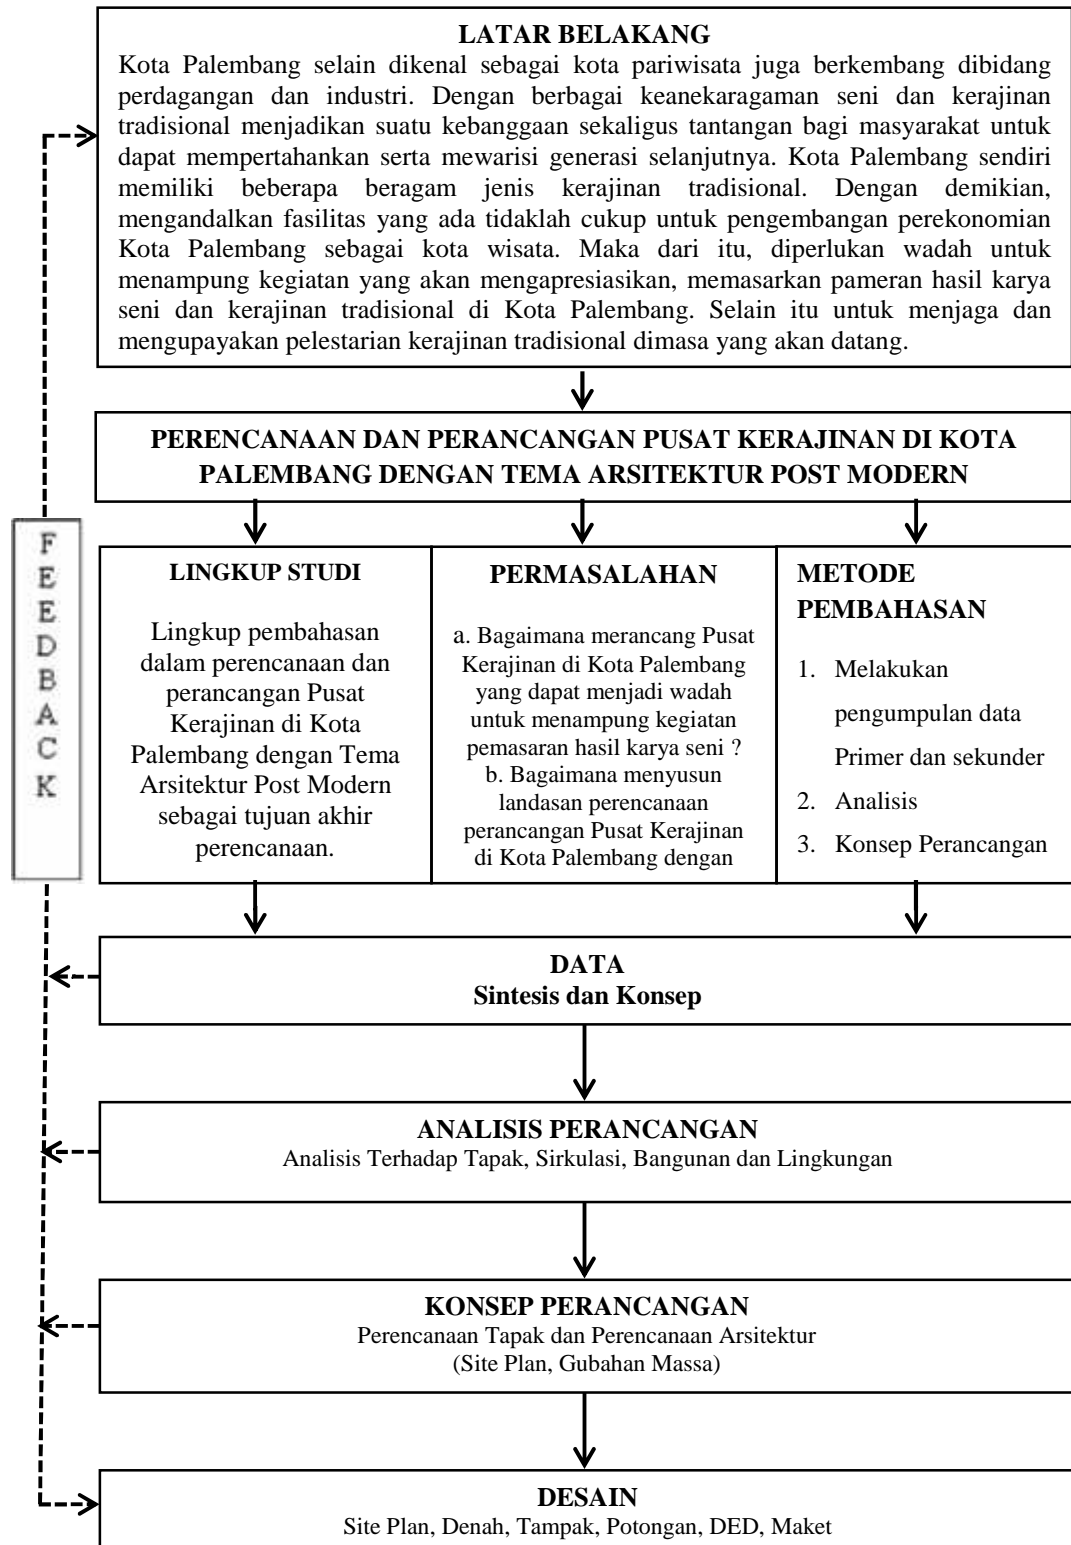 LATAR BELAKANG
Kota Palembang selain dikenal sebagai kota pariwisata juga berkembang dibidang
perdagangan dan industri. Dengan berbagai keanekaragaman seni dan kerajinan
tradisional menjadikan suatu kebanggaan sekaligus tantangan bagi masyarakat untuk
dapat mempertahankan serta mewarisi generasi selanjutnya. Kota Palembang sendiri
memiliki beberapa beragam jenis kerajinan tradisional. Dengan demikian,
mengandalkan fasilitas yang ada tidaklah cukup untuk pengembangan perekonomian
Kota Palembang sebagai kota wisata. Maka dari itu, diperlukan wadah untuk
menampung kegiatan yang akan mengapresiasikan, memasarkan pameran hasil karya
seni dan kerajinan tradisional di Kota Palembang. Selain itu untuk menjaga dan
mengupayakan pelestarian kerajinan tradisional dimasa yang akan datang.
PERENCANAAN DAN PERANCANGAN PUSAT KERAJINAN DI KOTA
PALEMBANG DENGAN TEMA ARSITEKTUR POST MODERN
FEEDBACK
LINGKUP STUDI
Lingkup pembahasan
dalam perencanaan dan
perancangan Pusat
Kerajinan di Kota
Palembang dengan Tema
Arsitektur Post Modern
sebagai tujuan akhir
perencanaan.
PERMASALAHAN
a. Bagaimana merancang Pusat
Kerajinan di Kota Palembang
yang dapat menjadi wadah
untuk menampung kegiatan
pemasaran hasil karya seni ?
b. Bagaimana menyusun
landasan perencanaan
perancangan Pusat Kerajinan
di Kota Palembang dengan
METODE
PEMBAHASAN
1. Melakukan
pengumpulan data
Primer dan sekunder
2. Analisis
3. Konsep Perancangan
DATA
Sintesis dan Konsep
ANALISIS PERANCANGAN
Analisis Terhadap Tapak, Sirkulasi, Bangunan dan Lingkungan
KONSEP PERANCANGAN
Perencanaan Tapak dan Perencanaan Arsitektur
(Site Plan, Gubahan Massa)
DESAIN
Site Plan, Denah, Tampak, Potongan, DED, Maket